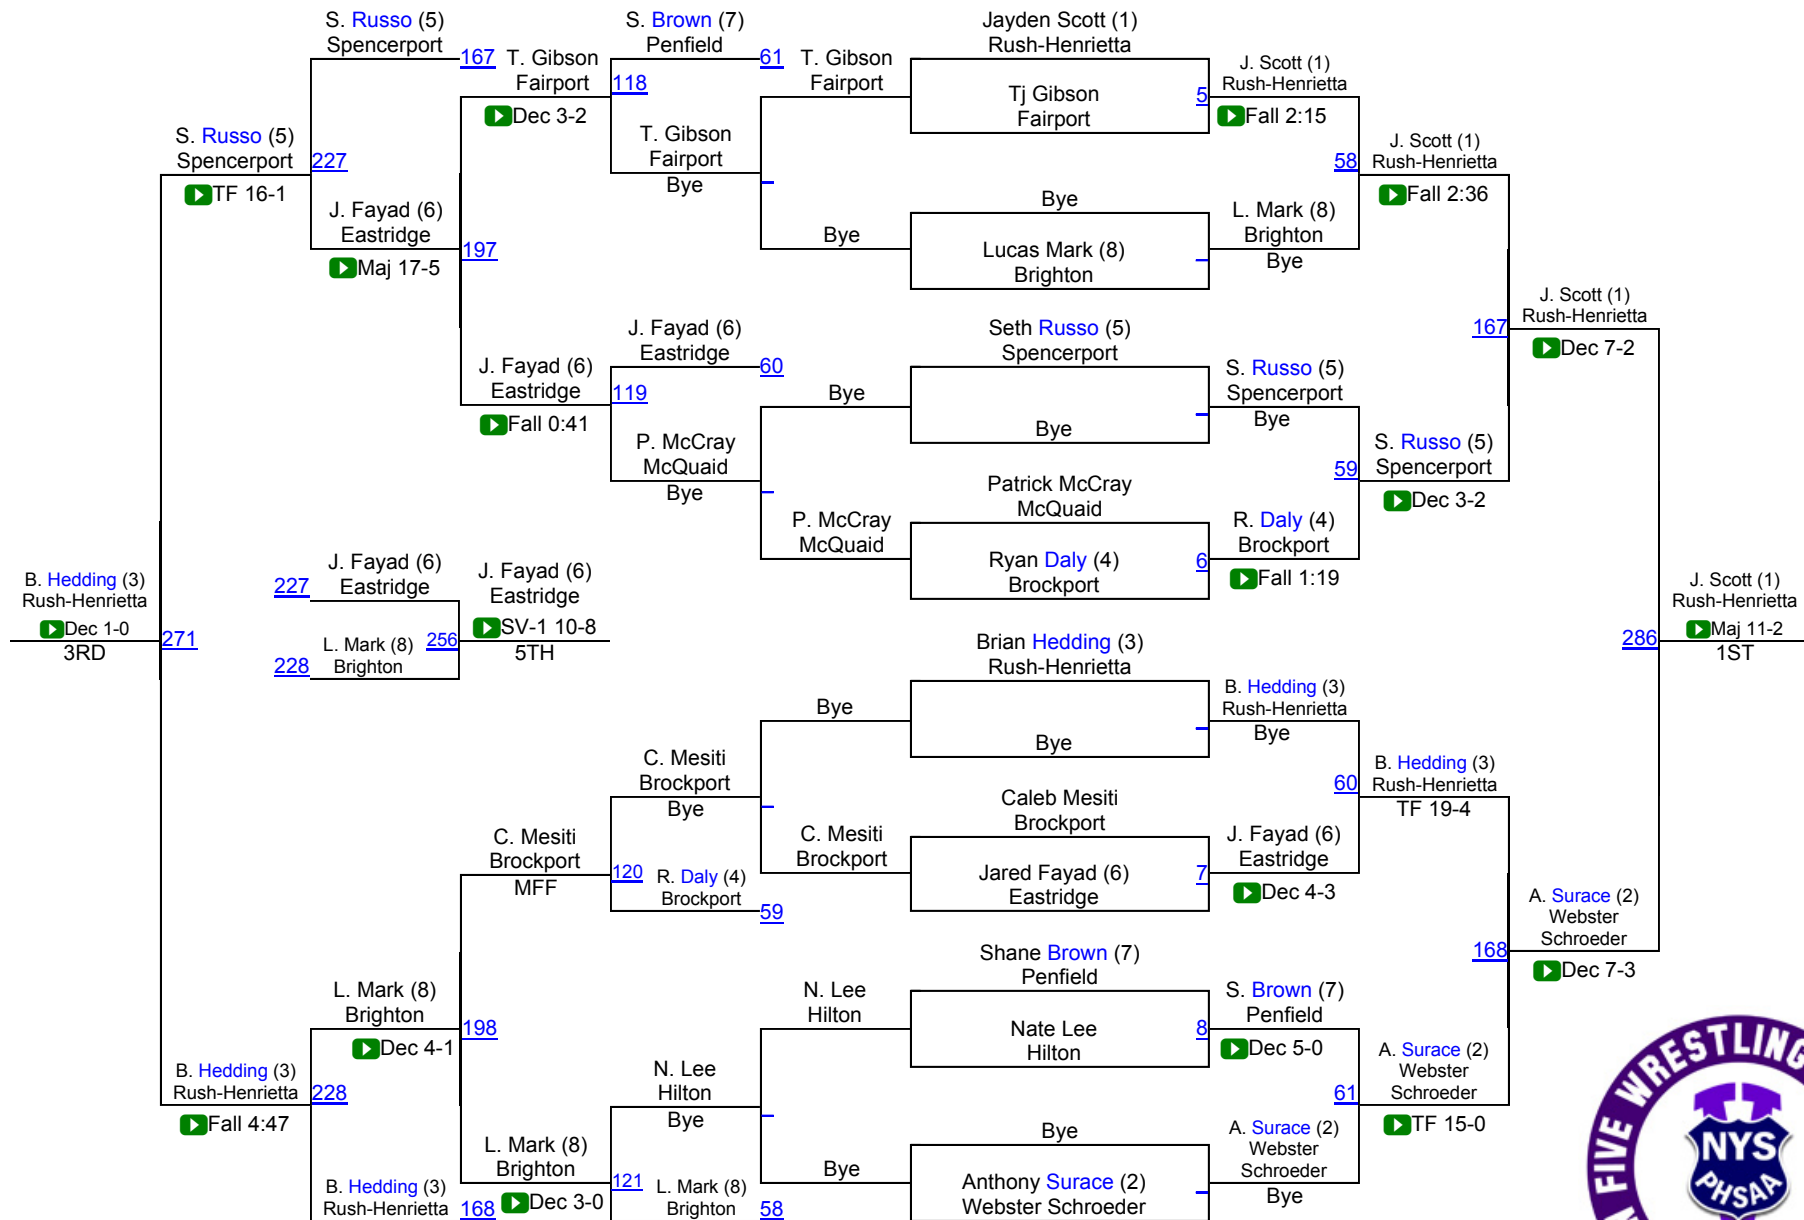 S. Russo (5)
Spencerport
167
S. Brown (7)
Penfield
61
Jayden Scott (1)
Rush-Henrietta
T. Gibson
Fairport
118
Dec 3-2
T. Gibson
Fairport
Tj Gibson
Fairport
5
J. Scott (1)
Rush-Henrietta
Fall 2:15
S. Russo (5)
Spencerport
TF 16-1
227
T. Gibson
Fairport
Bye
58
J. Scott (1)
Rush-Henrietta
Fall 2:36
J. Fayad (6)
Eastridge
Maj 17-5
197
Bye
Bye
Lucas Mark (8)
Brighton
L. Mark (8)
Brighton
Bye
J. Fayad (6)
Eastridge
60
Seth Russo (5)
Spencerport
167
J. Scott (1)
Rush-Henrietta
Dec 7-2
J. Fayad (6)
Eastridge
Fall 0:41
119
Bye
Bye
S. Russo (5)
Spencerport
Bye
P. McCray
McQuaid
Bye
59
S. Russo (5)
Spencerport
Dec 3-2
P. McCray
McQuaid
Patrick McCray
McQuaid
Ryan Daly (4)
Brockport
6
R. Daly (4)
Brockport
Fall 1:19
B. Hedding (3)
Rush-Henrietta
Dec 1-0
3RD
271
227
J. Fayad (6)
Eastridge
228
L. Mark (8)
Brighton
256
J. Fayad (6)
Eastridge
SV-1 10-8
5TH
286
J. Scott (1)
Rush-Henrietta
Maj 11-2
1ST
Brian Hedding (3)
Rush-Henrietta
Bye
Bye
B. Hedding (3)
Rush-Henrietta
Bye
C. Mesiti
Brockport
Bye
60
B. Hedding (3)
Rush-Henrietta
TF 19-4
C. Mesiti
Brockport
MFF
120
R. Daly (4)
Brockport
59
C. Mesiti
Brockport
Caleb Mesiti
Brockport
Jared Fayad (6)
Eastridge
7
J. Fayad (6)
Eastridge
Dec 4-3
168
A. Surace (2)
Webster
Schroeder
Dec 7-3
L. Mark (8)
Brighton
Dec 4-1
198
N. Lee
Hilton
Shane Brown (7)
Penfield
Nate Lee
Hilton
8
S. Brown (7)
Penfield
Dec 5-0
B. Hedding (3)
Rush-Henrietta
Fall 4:47
228
N. Lee
Hilton
Bye
61
A. Surace (2)
Webster
Schroeder
TF 15-0
B. Hedding (3)
Rush-Henrietta
168
L. Mark (8)
Brighton
Dec 3-0
121
L. Mark (8)
Brighton
58
Bye
Bye
Anthony Surace (2)
Webster Schroeder
A. Surace (2)
Webster
Schroeder
Bye
FIVE WRESTLING
NYS
PHSAA